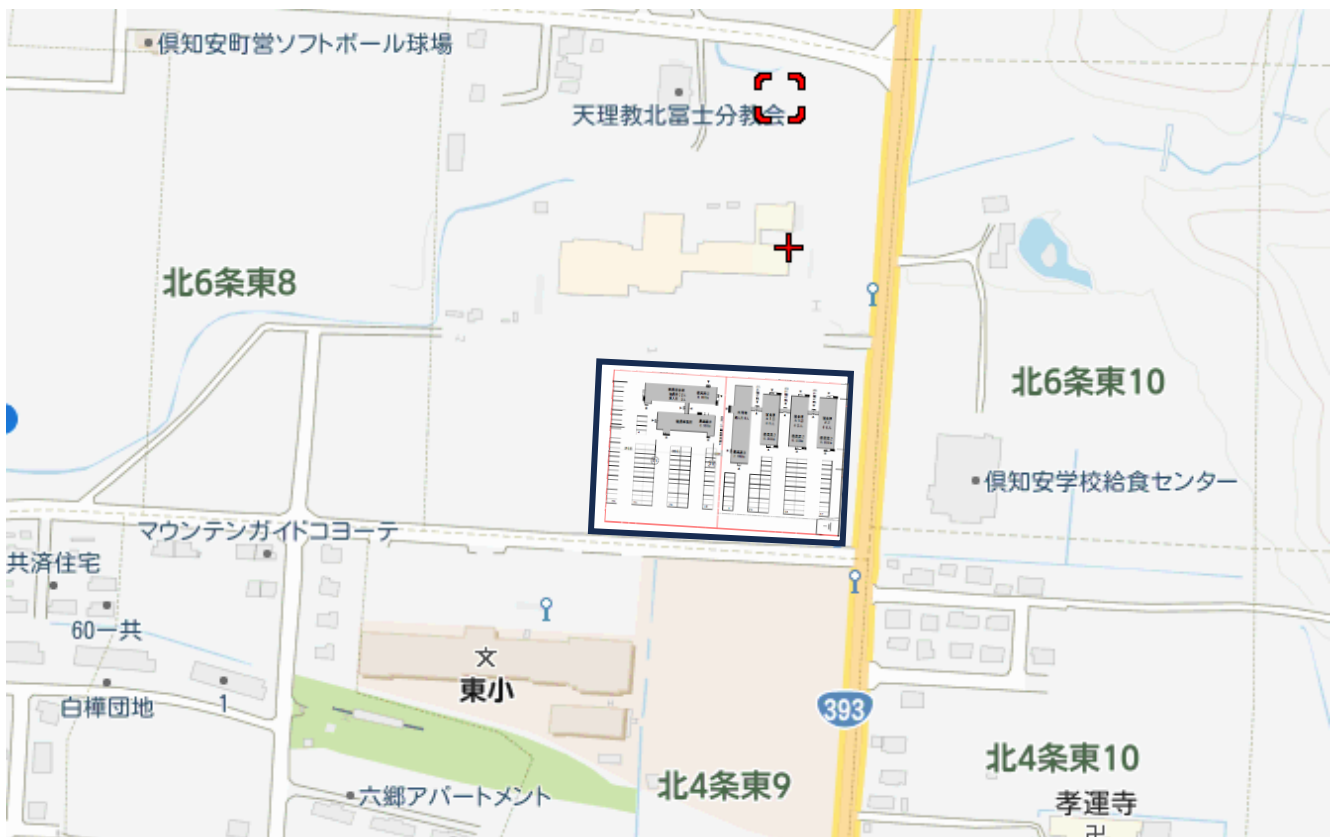 倶知安町営ソフトボール球場
天理教北冨士分教会
北6条東8
北6条東10
倶知安学校給食センター
マウンテンガイドコヨーテ
共済住宅
60一共
文
東小
白樺団地
1
393
北4条東9
北4条東10
六郷アパートメント
孝運寺
卍